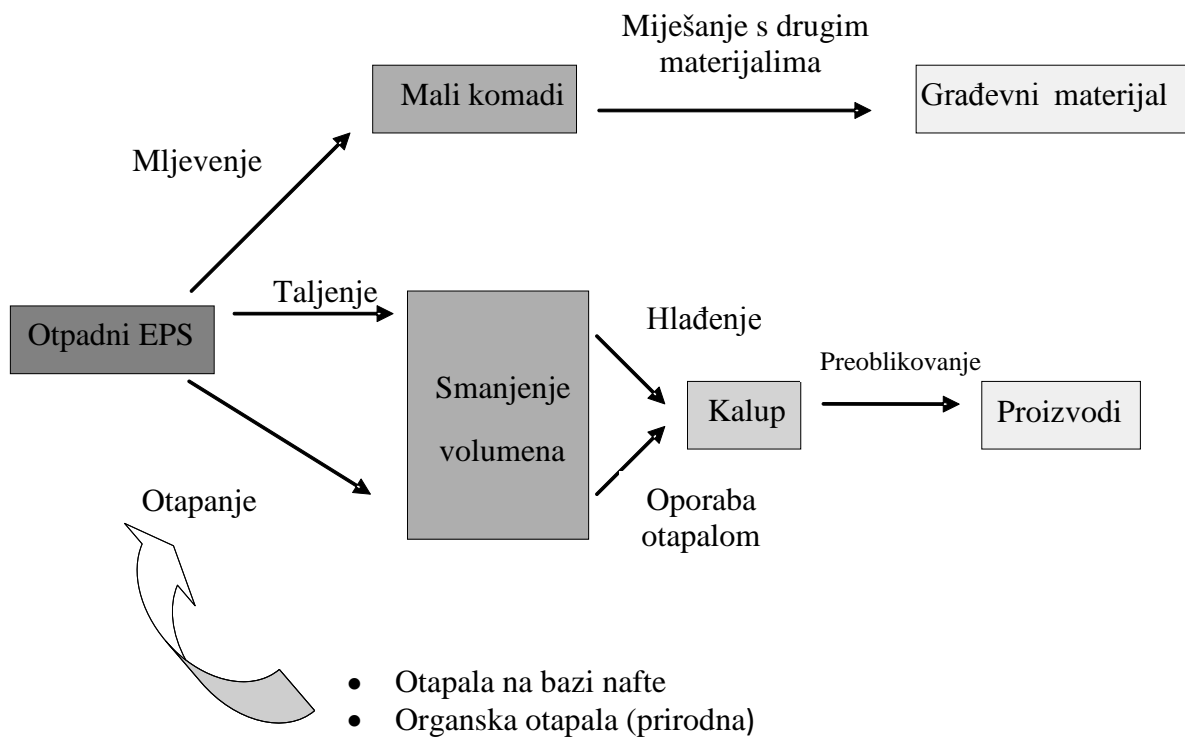 Miješanje s drugim
materijalima
Mali komadi
Građevni materijal
Mljevenje
Taljenje
Otpadni EPS
Hlađenje
Smanjenje
volumena
Preoblikovanje
Kalup
Proizvodi
Otapanje
Oporaba
otapalom
• Otapala na bazi nafte
• Organska otapala (prirodna)